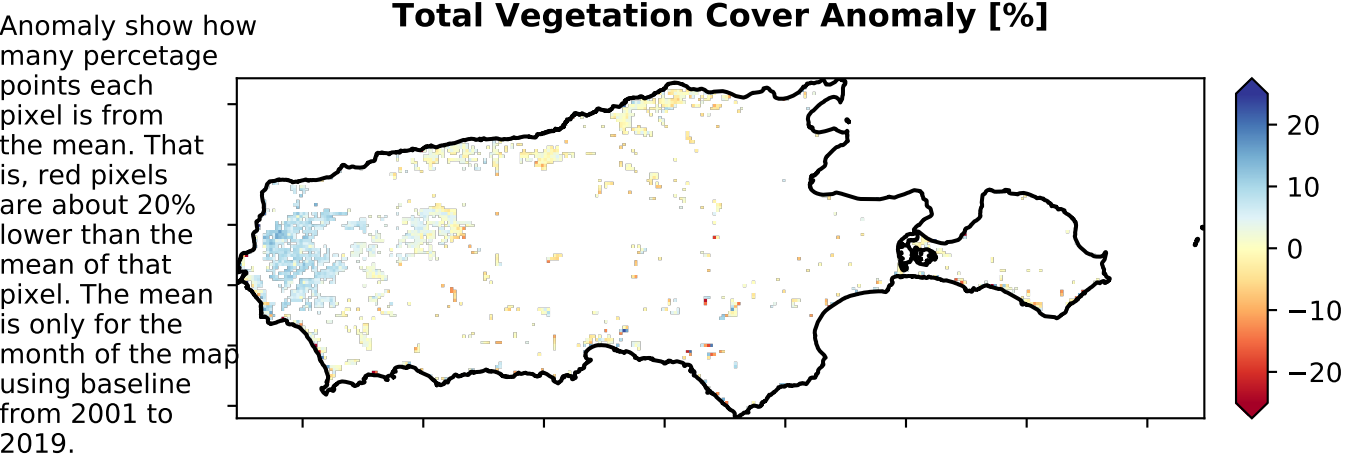 Total Vegetation Cover Anomaly [%]
Anomaly show how
many percetage
points each
pixel is from
the mean. That
is, red pixels
are about 20%
lower than the
mean of that
pixel. The mean
is only for the
month of the map
using baseline
from 2001 to
2019.
20
10
0
−10
−20